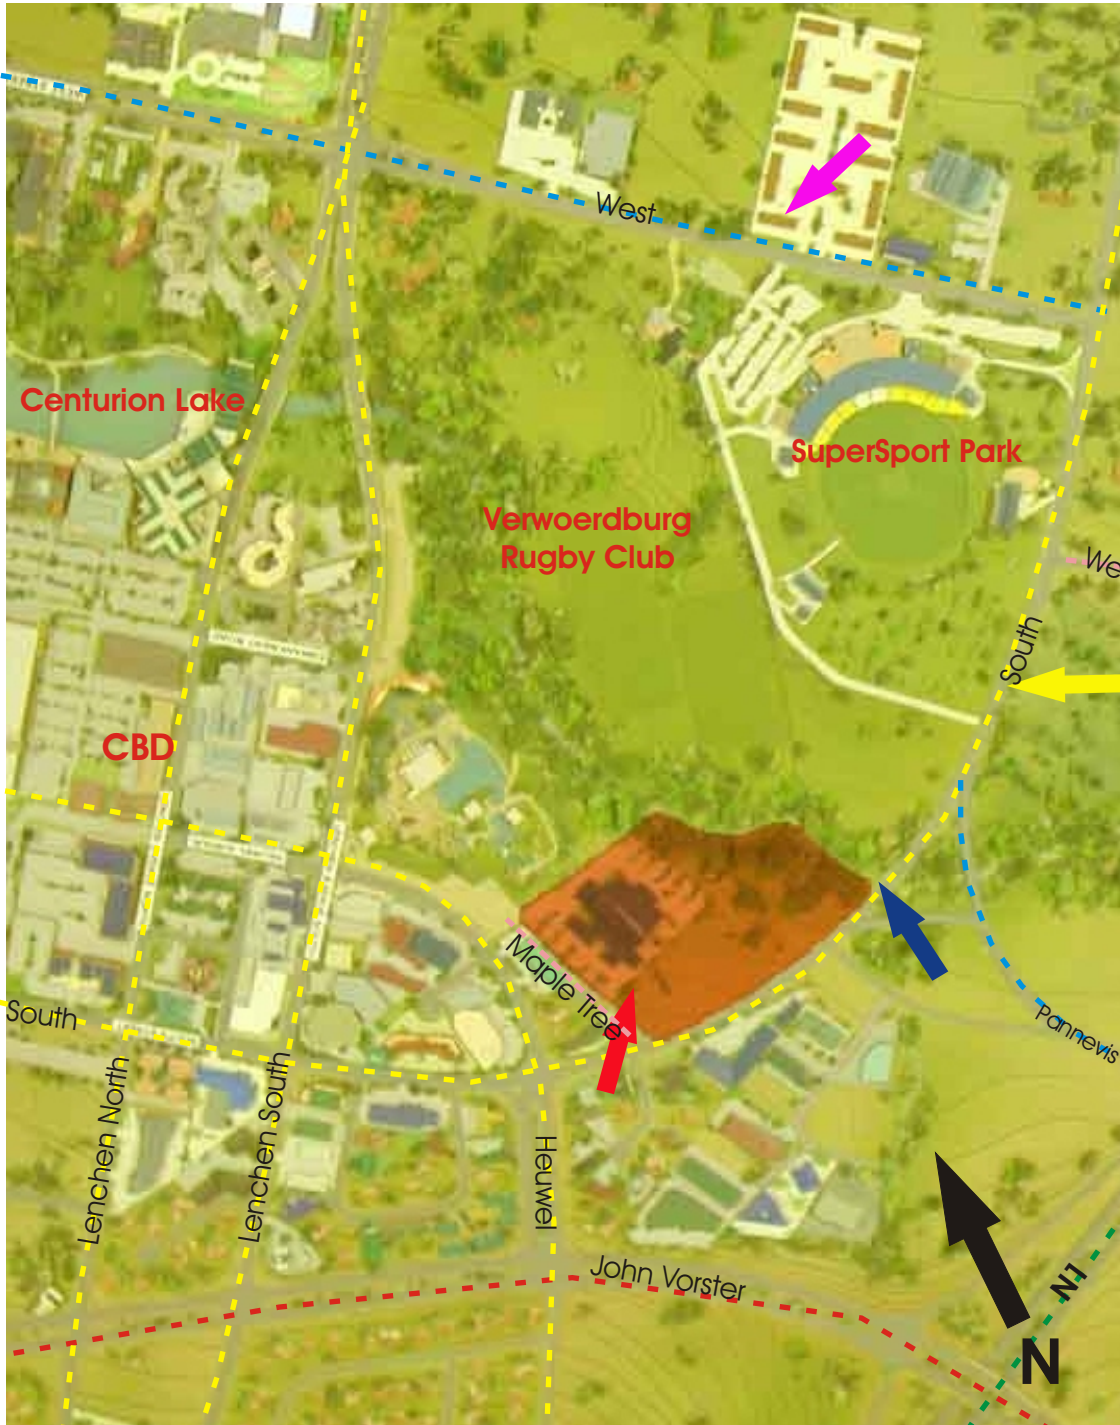 West
Centurion Lake
SuperSport Park
Verwoerdburg
Rugby Club
We
South
CBD
Maple Tree
South
Pannevis
Lenchen North
Lenchen South
Heuwel
John Vorster
N1
N